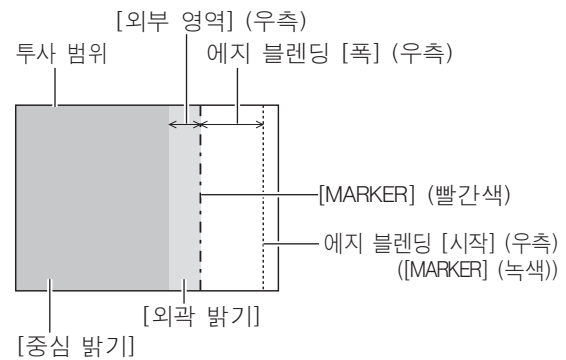 [외부 영역] (우측)
투사 범위
에지 블렌딩 [폭] (우측)
[MARKER] (빨간색)
에지 블렌딩 [시작] (우측)
([MARKER] (녹색))
[외곽 밝기]
[중심 밝기]